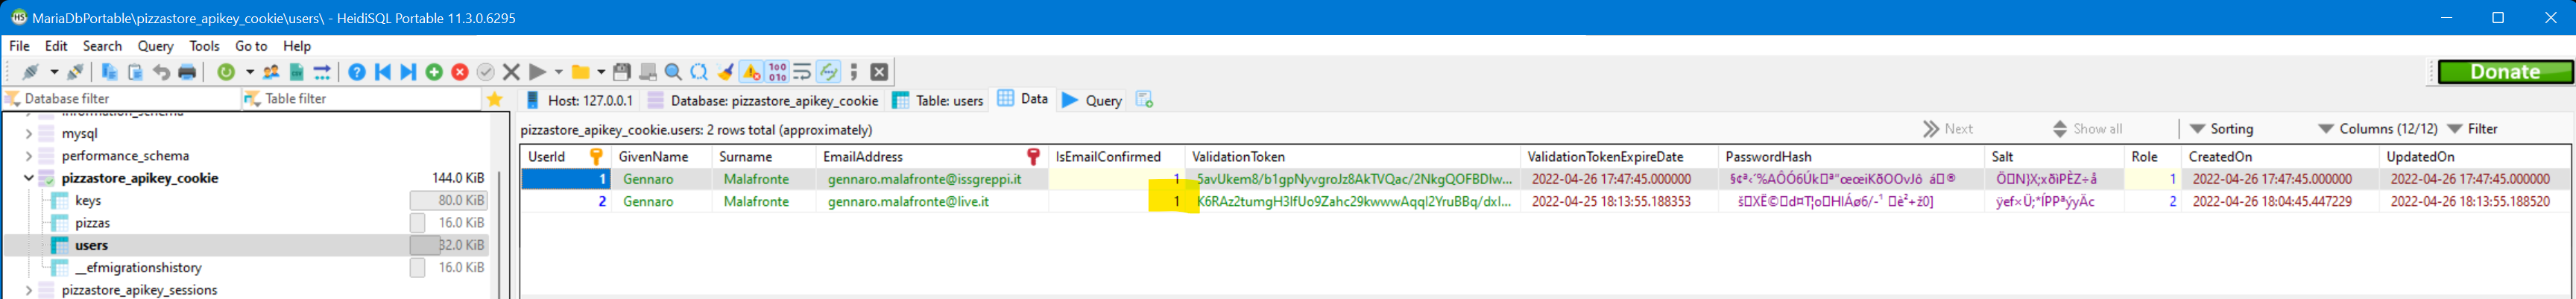 MariaDbPortable\pizzastore_apikey_cookie\users\ - HeidiSQL Portable 11.3.0.6295
File Edit Search Query Tools Go to Help
Donate
Database filter Table filter Host: 127.0.0.1 Database: pizzastore_apikey_cookie Table: users Data Query
information_schema
mysql
performance_schema
pizzastore_apikey_cookie 144.0 KiB
keys 80.0 KiB
pizzas 16.0 KiB
users 32.0 KiB
__efmigrationshistory 16.0 KiB
pizzastore_apikey_sessions
pizzastore_apikey_cookie.users: 2 rows total (approximately) Next Show all Sorting Columns (12/12) Filter
UserId GivenName Surname EmailAddress IsEmailConfirmed ValidationToken ValidationTokenExpireDate PasswordHash Salt Role CreatedOn UpdatedOn
1 Gennaro Malafronte gennaro.malafronte@issgreppi.it 1 2022-04-26 17:47:45.000000 1 2022-04-26 17:47:45.000000 2022-04-26 17:47:45.000000
2 Gennaro Malafronte gennaro.malafronte@live.it 1 2022-04-25 18:13:55.188353 2 2022-04-26 18:04:45.447229 2022-04-26 18:13:55.188520